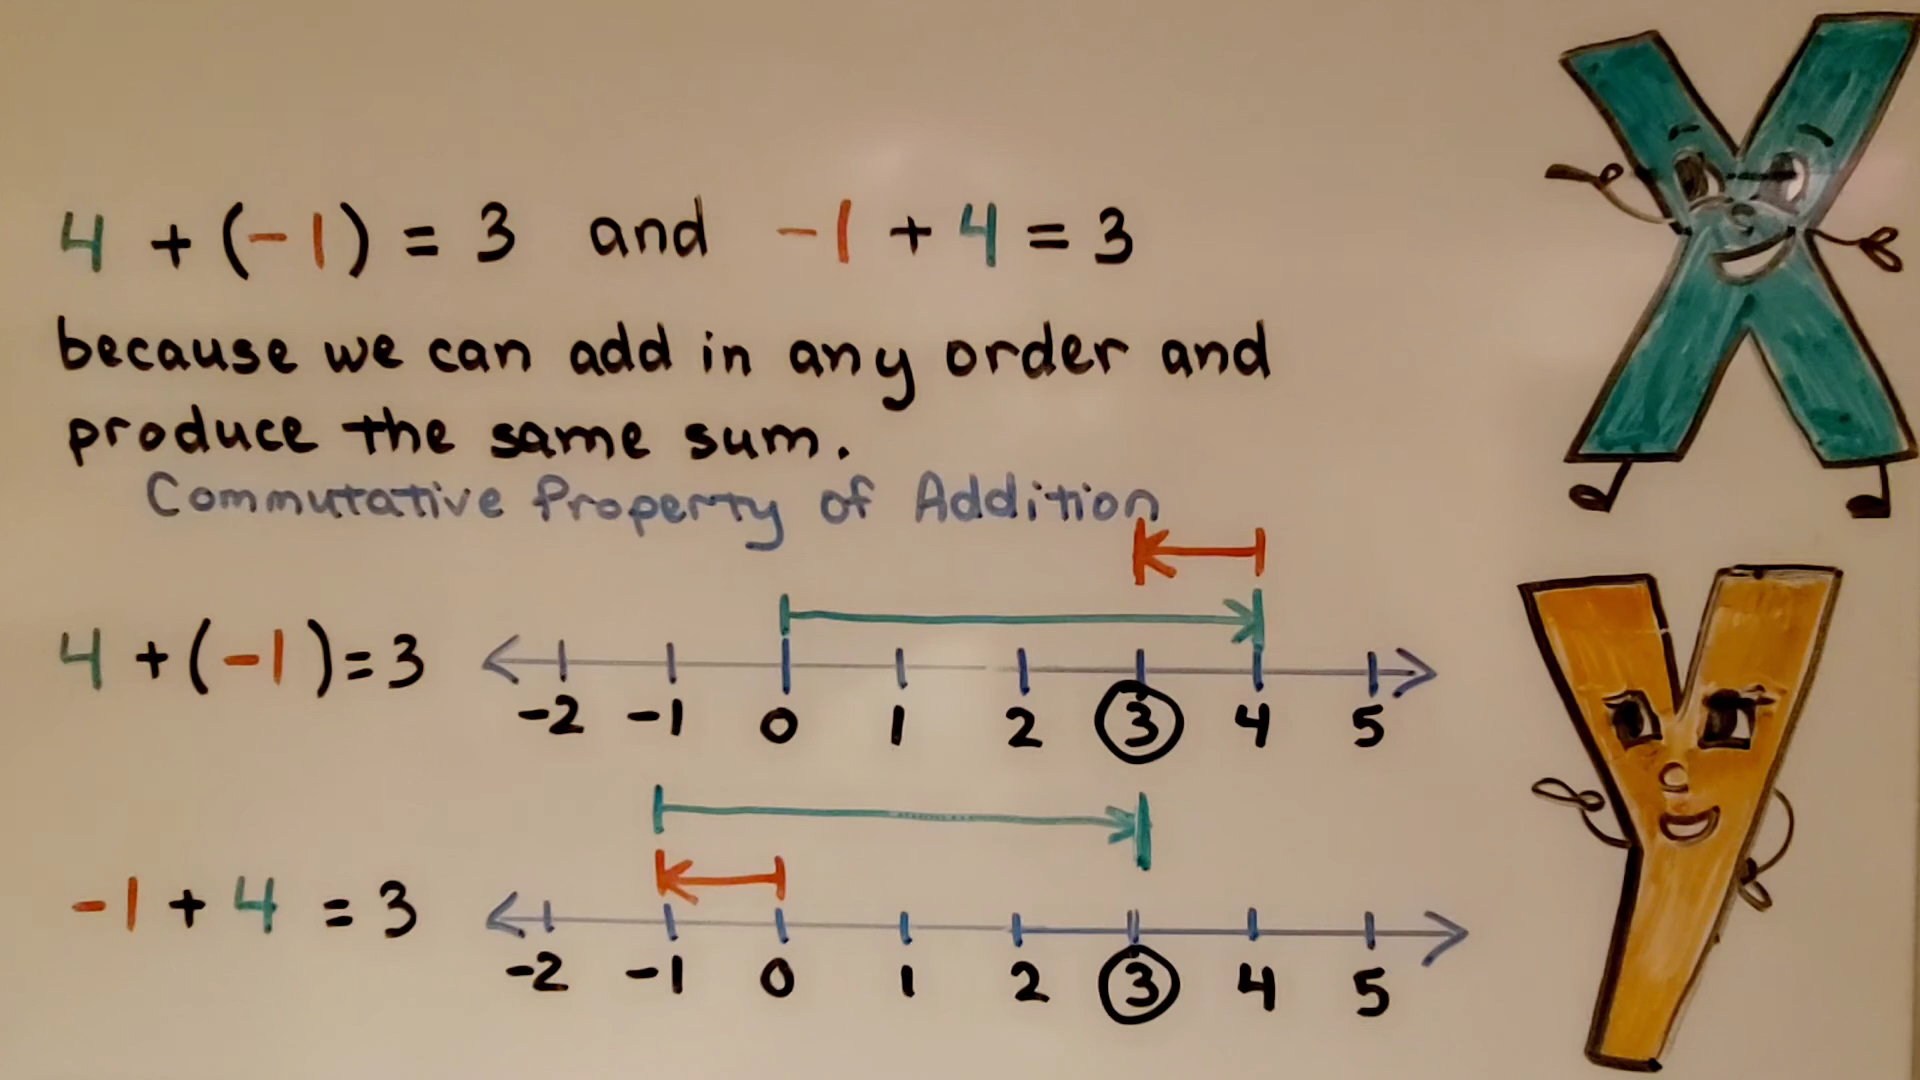 4 + (-1) = 3 and -1 + 4 = 3
because we can add in any order and
produce the same sum.
Commutative Property of Addition
4 + (-1) = 3
-2 -1 0 1 2 3 4 5
-1 + 4 = 3
-2 -1 0 1 2 3 4 5
X
Y